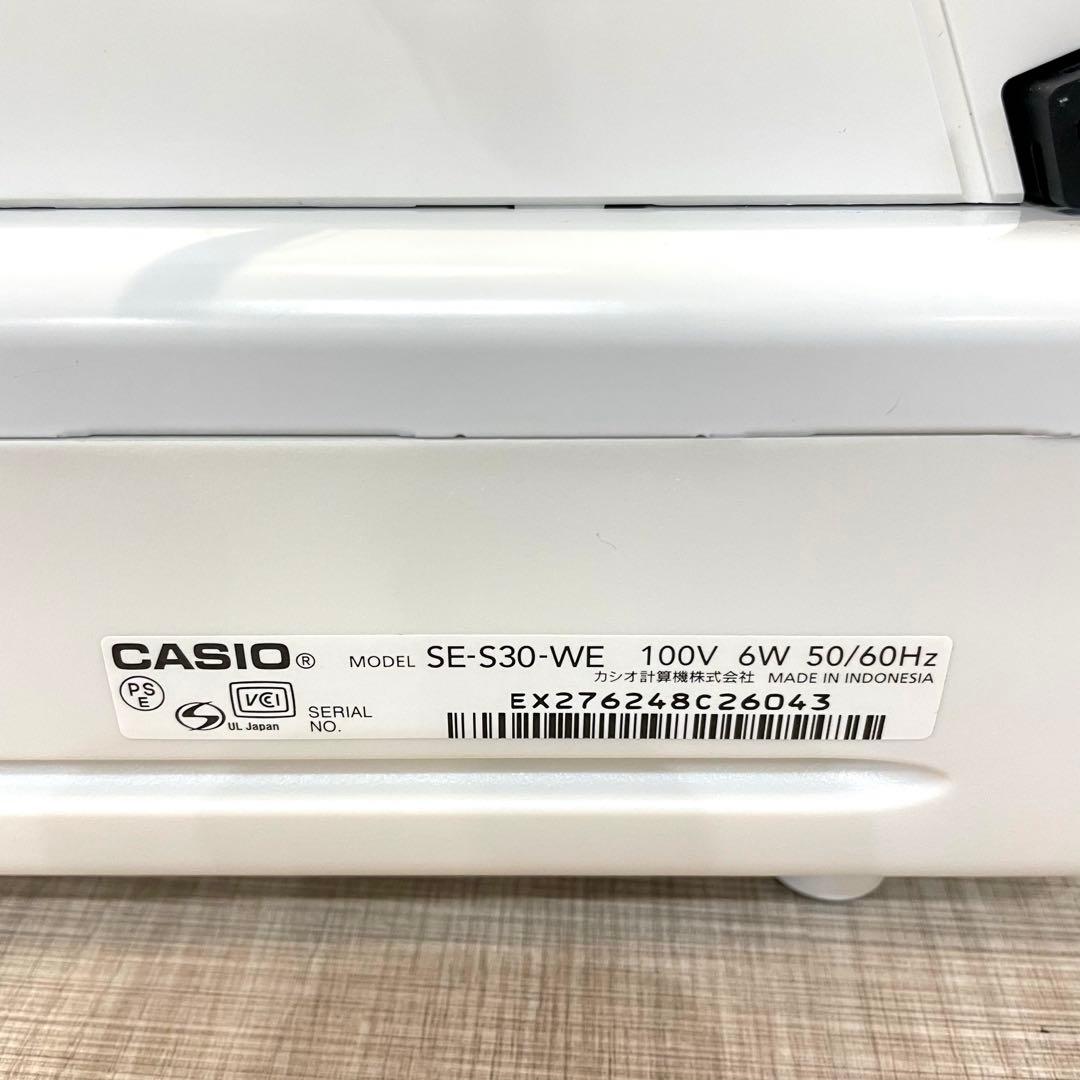 CASIO® MODEL SE-S30-WE 100V 6W 50/60Hz
カシオ計算機株式会社 MADE IN INDONESIA
PS E
VCI
UL Japan
SERIAL NO.
EX276248C26043